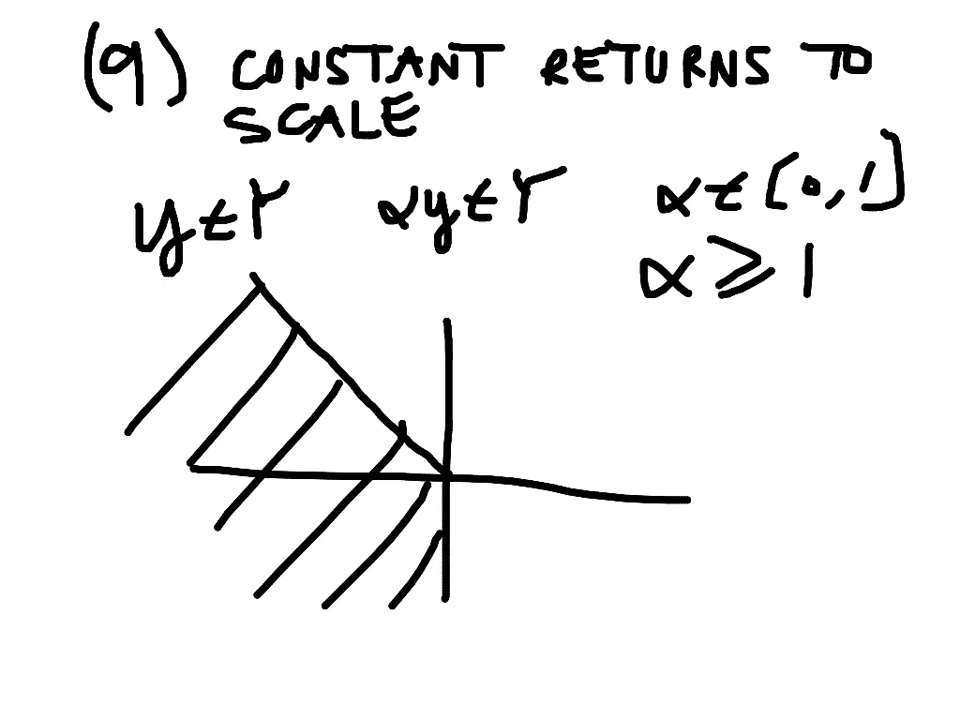 (9) CONSTANT RETURNS TO
SCALE
y ∈ Y αy ∈ Y α ∈ [0, 1]
α ≥ 1